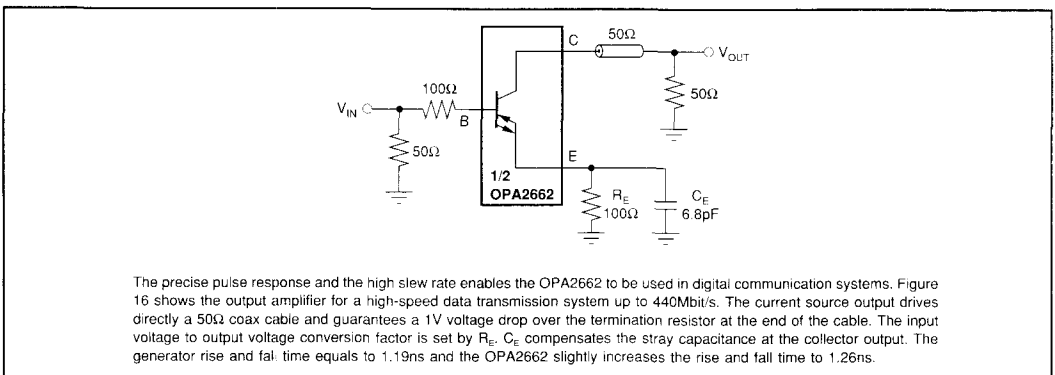 C
50Ω
V_OUT
100Ω
50Ω
V_IN
B
50Ω
E
1/2
OPA2662
R_E
100Ω
C_E
6.8pF
The precise pulse response and the high slew rate enables the OPA2662 to be used in digital communication systems. Figure
16 shows the output amplifier for a high-speed data transmission system up to 440Mbit/s. The current source output drives
directly a 50Ω coax cable and guarantees a 1V voltage drop over the termination resistor at the end of the cable. The input
voltage to output voltage conversion factor is set by R_E. C_E compensates the stray capacitance at the collector output. The
generator rise and fall time equals to 1.19ns and the OPA2662 slightly increases the rise and fall time to 1.26ns.